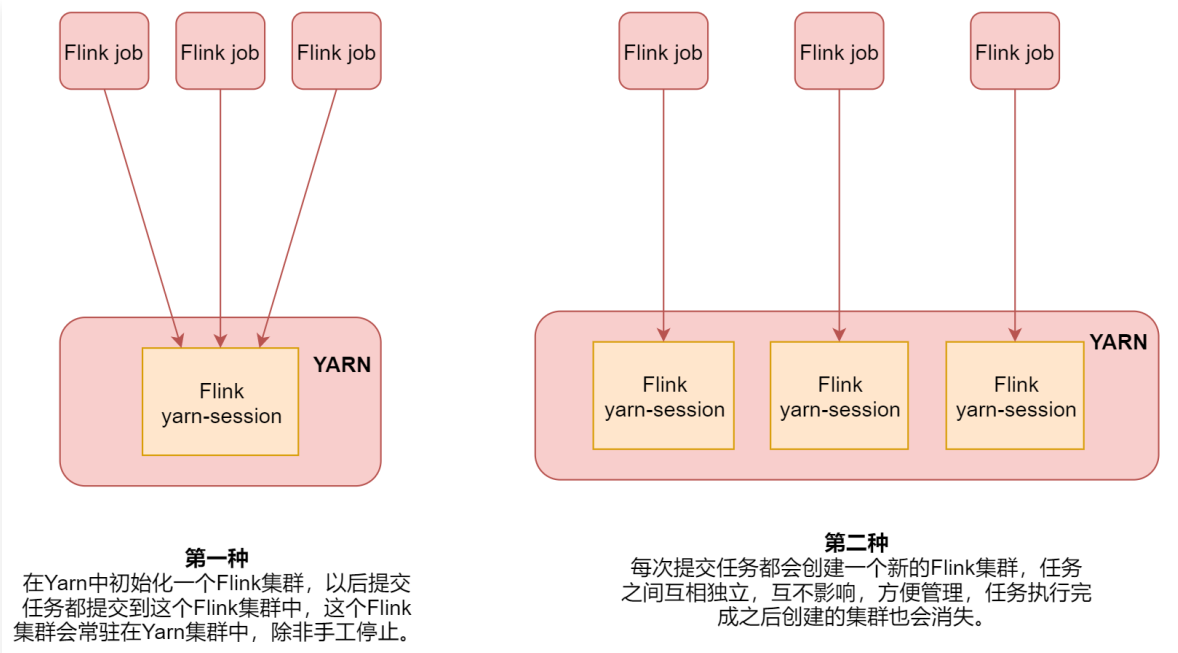 Flink job
Flink job
Flink job
YARN
Flink
yarn-session
第一种
在Yarn中初始化一个Flink集群，以后提交
任务都提交到这个Flink集群中，这个Flink
集群会常驻在Yarn集群中，除非手工停止。
Flink job
Flink job
Flink job
YARN
Flink
yarn-session
Flink
yarn-session
Flink
yarn-session
第二种
每次提交任务都会创建一个新的Flink集群，任务
之间互相独立，互不影响，方便管理，任务执行完
成之后创建的集群也会消失。